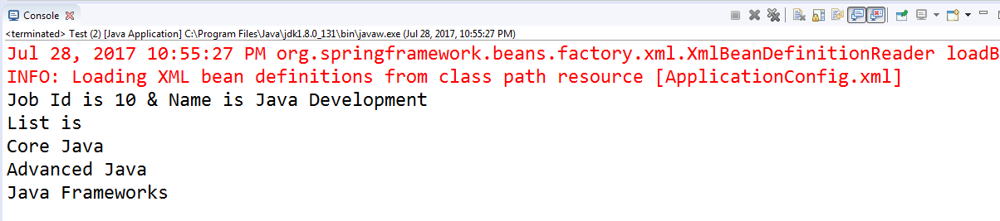 Console
<terminated> Test (2) [Java Application] C:\Program Files\Java\jdk1.8.0_131\bin\javaw.exe (Jul 28, 2017, 10:55:27 PM)
Jul 28, 2017 10:55:27 PM org.springframework.beans.factory.xml.XmlBeanDefinitionReader loadB
INFO: Loading XML bean definitions from class path resource [ApplicationConfig.xml]
Job Id is 10 & Name is Java Development
List is
Core Java
Advanced Java
Java Frameworks